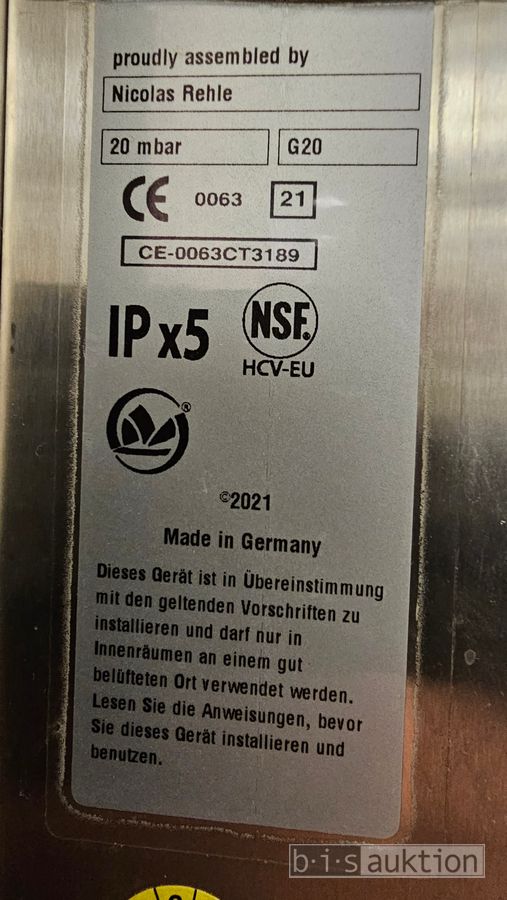 proudly assembled by
Nicolas Rehle
20 mbar
G20
CE 0063 21
CE-0063CT3189
IP x5
NSF.
HCV-EU
®
©2021
Made in Germany
Dieses Gerät ist in Übereinstimmung
mit den geltenden Vorschriften zu
installieren und darf nur in
Innenräumen an einem gut
belüfteten Ort verwendet werden.
Lesen Sie die Anweisungen, bevor
Sie dieses Gerät installieren und
benutzen.
b·i·s auktion